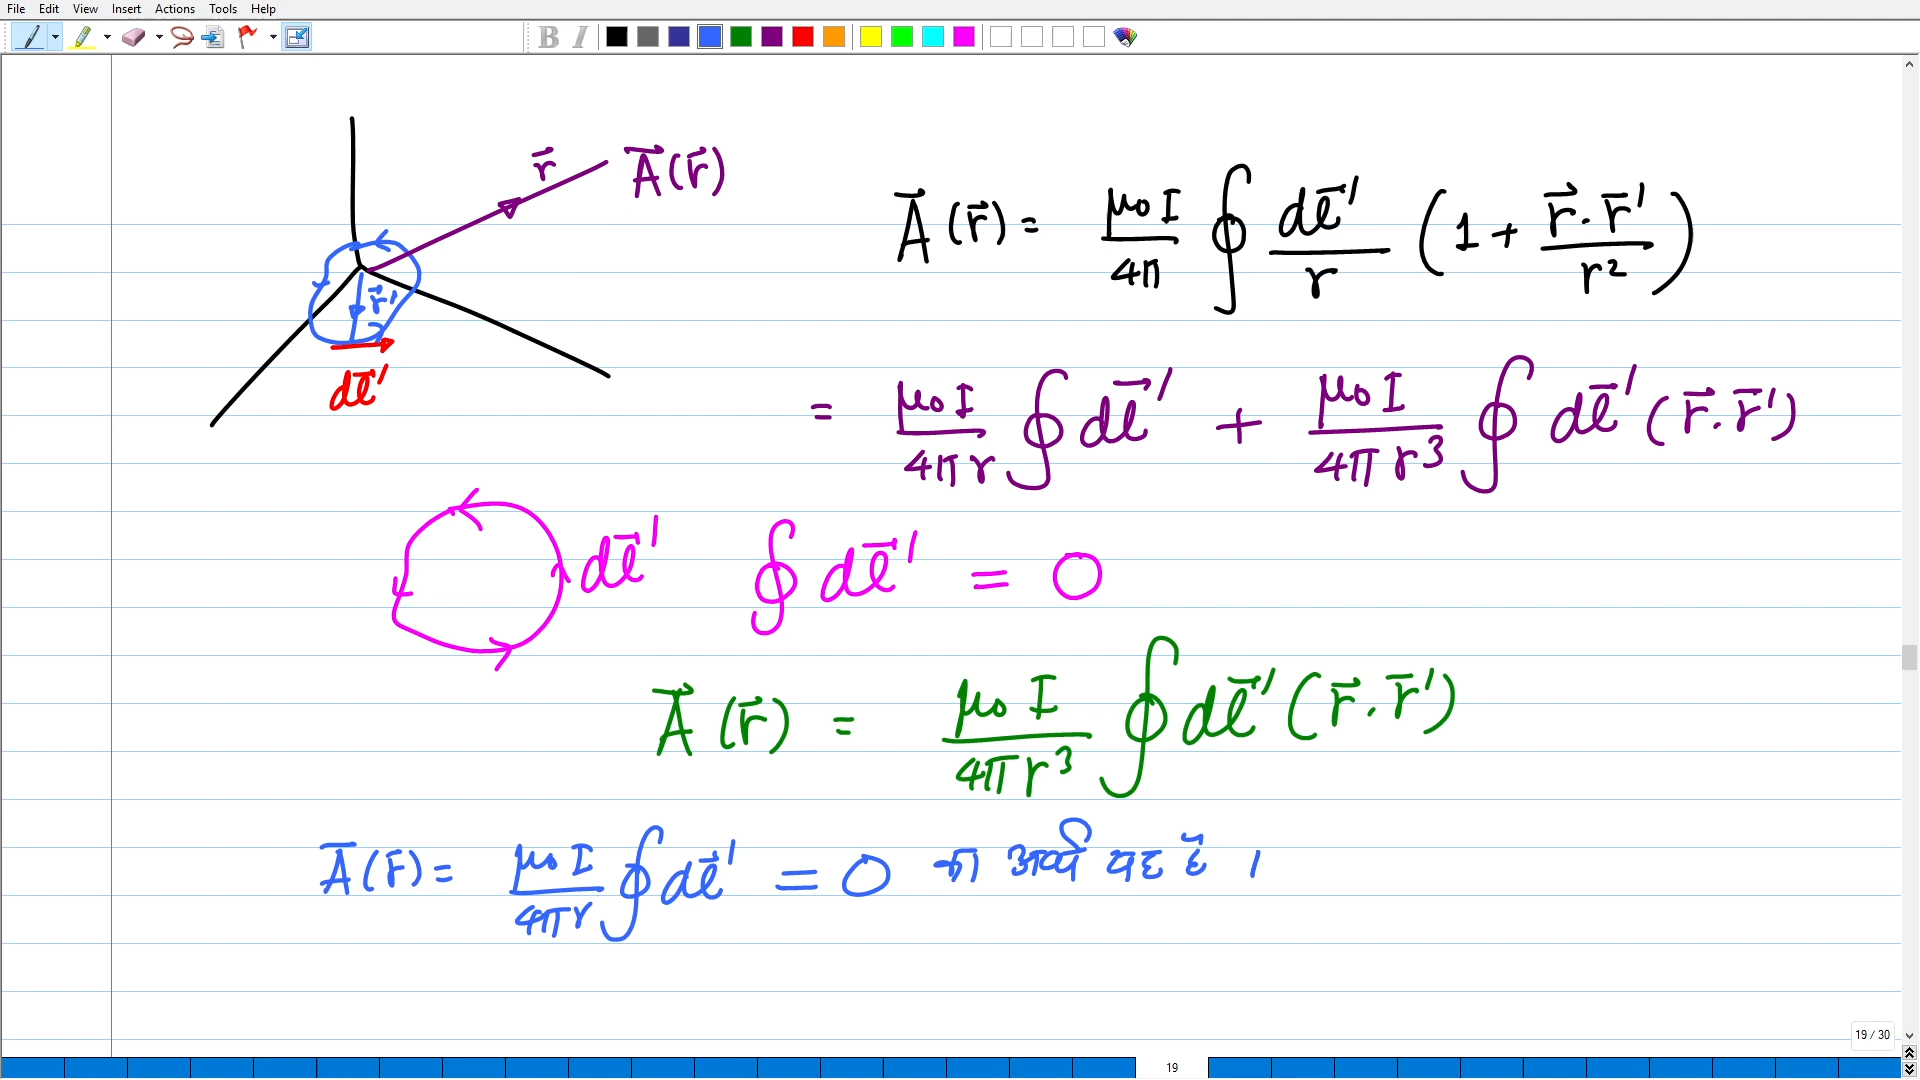 File Edit View Insert Actions Tools Help
B I
r⃗ A⃗(r⃗)
r⃗'
dl⃗'
A⃗(r⃗) = μ₀I/4π ∮ dl⃗'/r (1 + r⃗·r⃗'/r²)
= μ₀I/4πr ∮ dl⃗' + μ₀I/4πr³ ∮ dl⃗'(r⃗·r⃗')
dl⃗' ∮ dl⃗' = 0
A⃗(r⃗) = μ₀I/4πr³ ∮ dl⃗'(r⃗·r⃗')
A⃗(r⃗) = μ₀I/4πr ∮ dl⃗' = 0 का अर्थ यह है ।
19 / 30
19